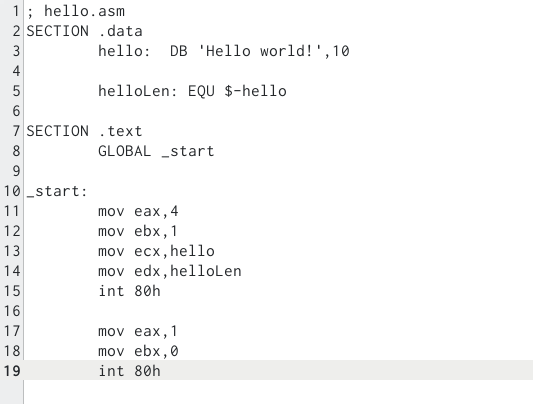 1 ; hello.asm
2 SECTION .data
3         hello:  DB 'Hello world!',10
4
5         helloLen: EQU $-hello
6
7 SECTION .text
8         GLOBAL _start
9
10 _start:
11         mov eax,4
12         mov ebx,1
13         mov ecx,hello
14         mov edx,helloLen
15         int 80h
16
17         mov eax,1
18         mov ebx,0
19         int 80h